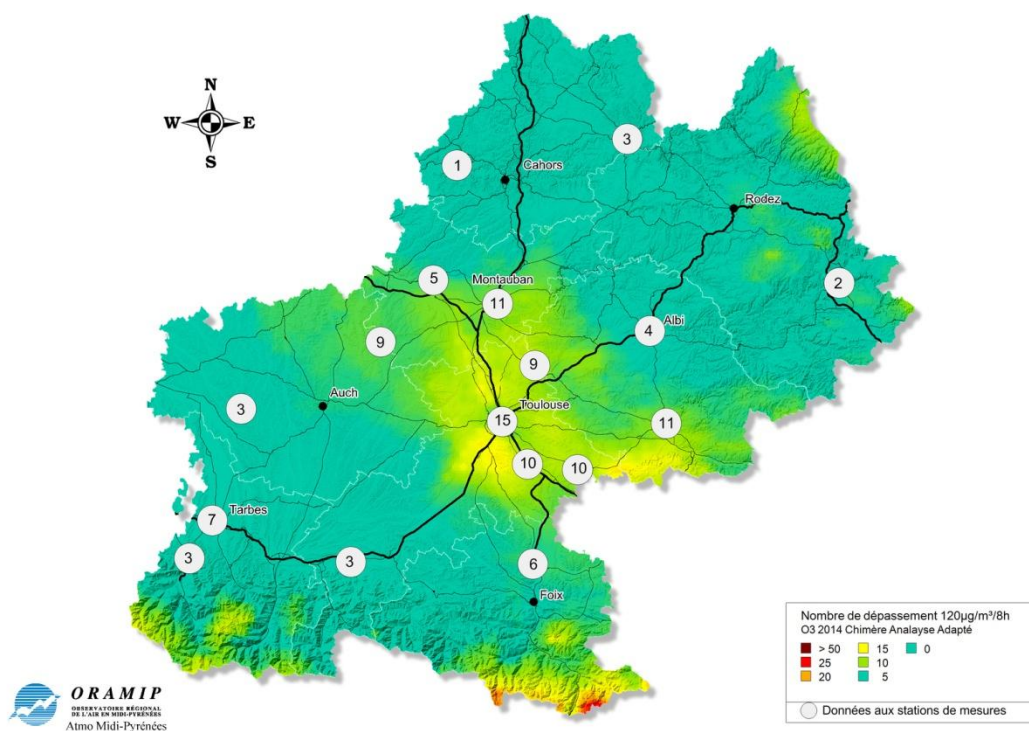 N
W E
S
3
1
Cahors
Rodez
5
Montauban
11
2
4
Albi
9
9
Auch
3
Toulouse
15
11
10
10
Tarbes
7
3
3
6
Foix
Nombre de dépassement 120µg/m³/8h
O3 2014 Chimère Analayse Adapté
> 50 15 0
25 10
20 5
Données aux stations de mesures
ORAMIP
OBSERVATOIRE RÉGIONAL
DE L'AIR EN MIDI-PYRÉNÉES
Atmo Midi-Pyrénées